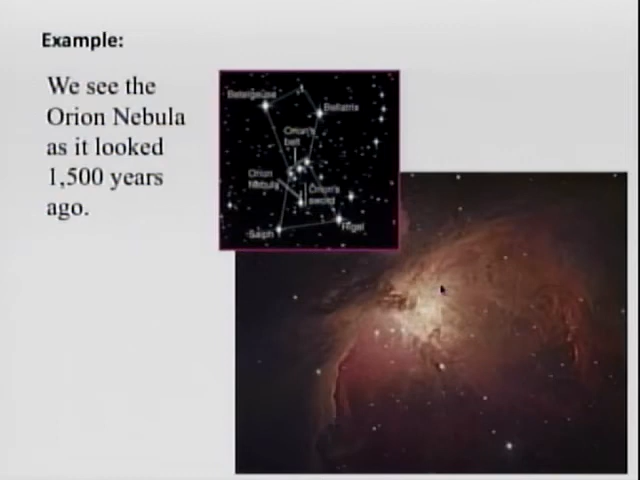 Example:
We see the
Orion Nebula
as it looked
1,500 years
ago.
Betelgeuse
Bellatrix
Orion's
belt
Orion
Nebula
Orion's
sword
Saiph
Rigel